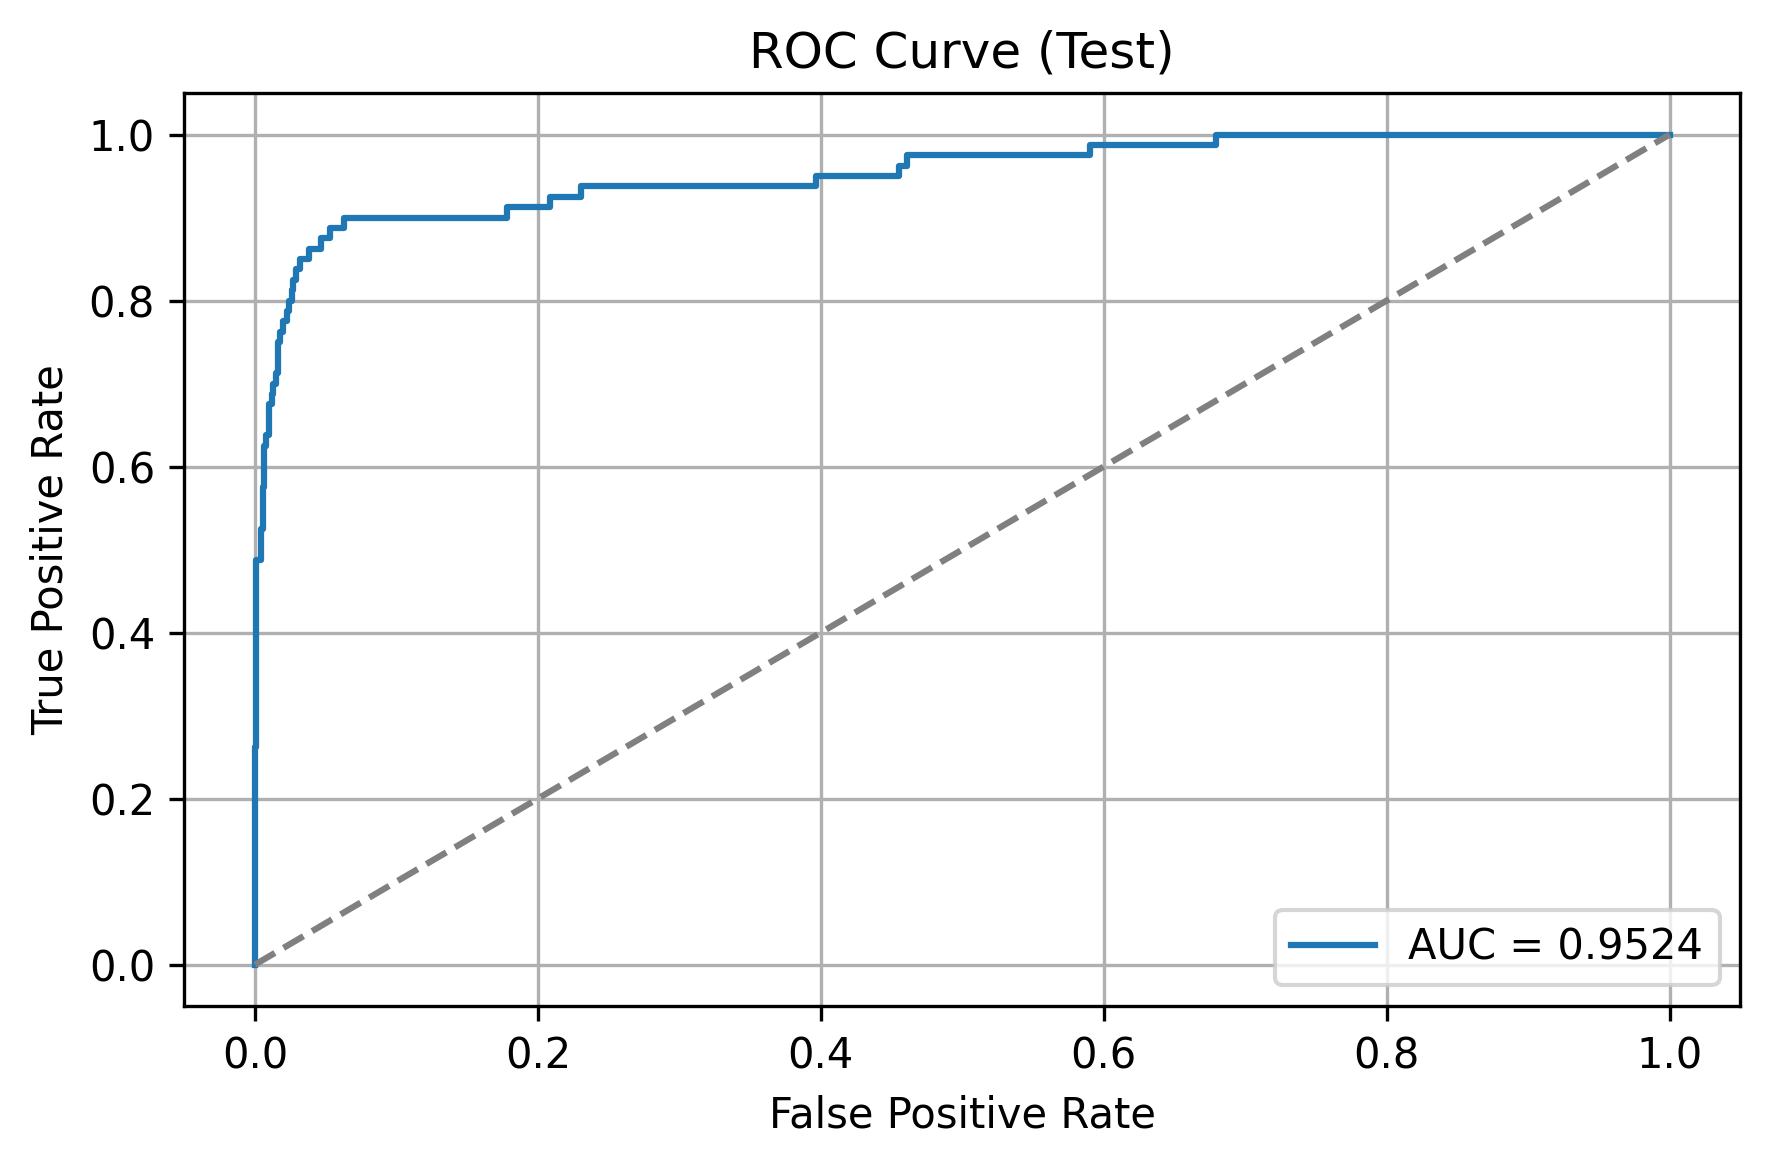 ROC Curve (Test)
True Positive Rate
1.0
0.8
0.6
0.4
0.2
0.0
AUC = 0.9524
0.0 0.2 0.4 0.6 0.8 1.0
False Positive Rate